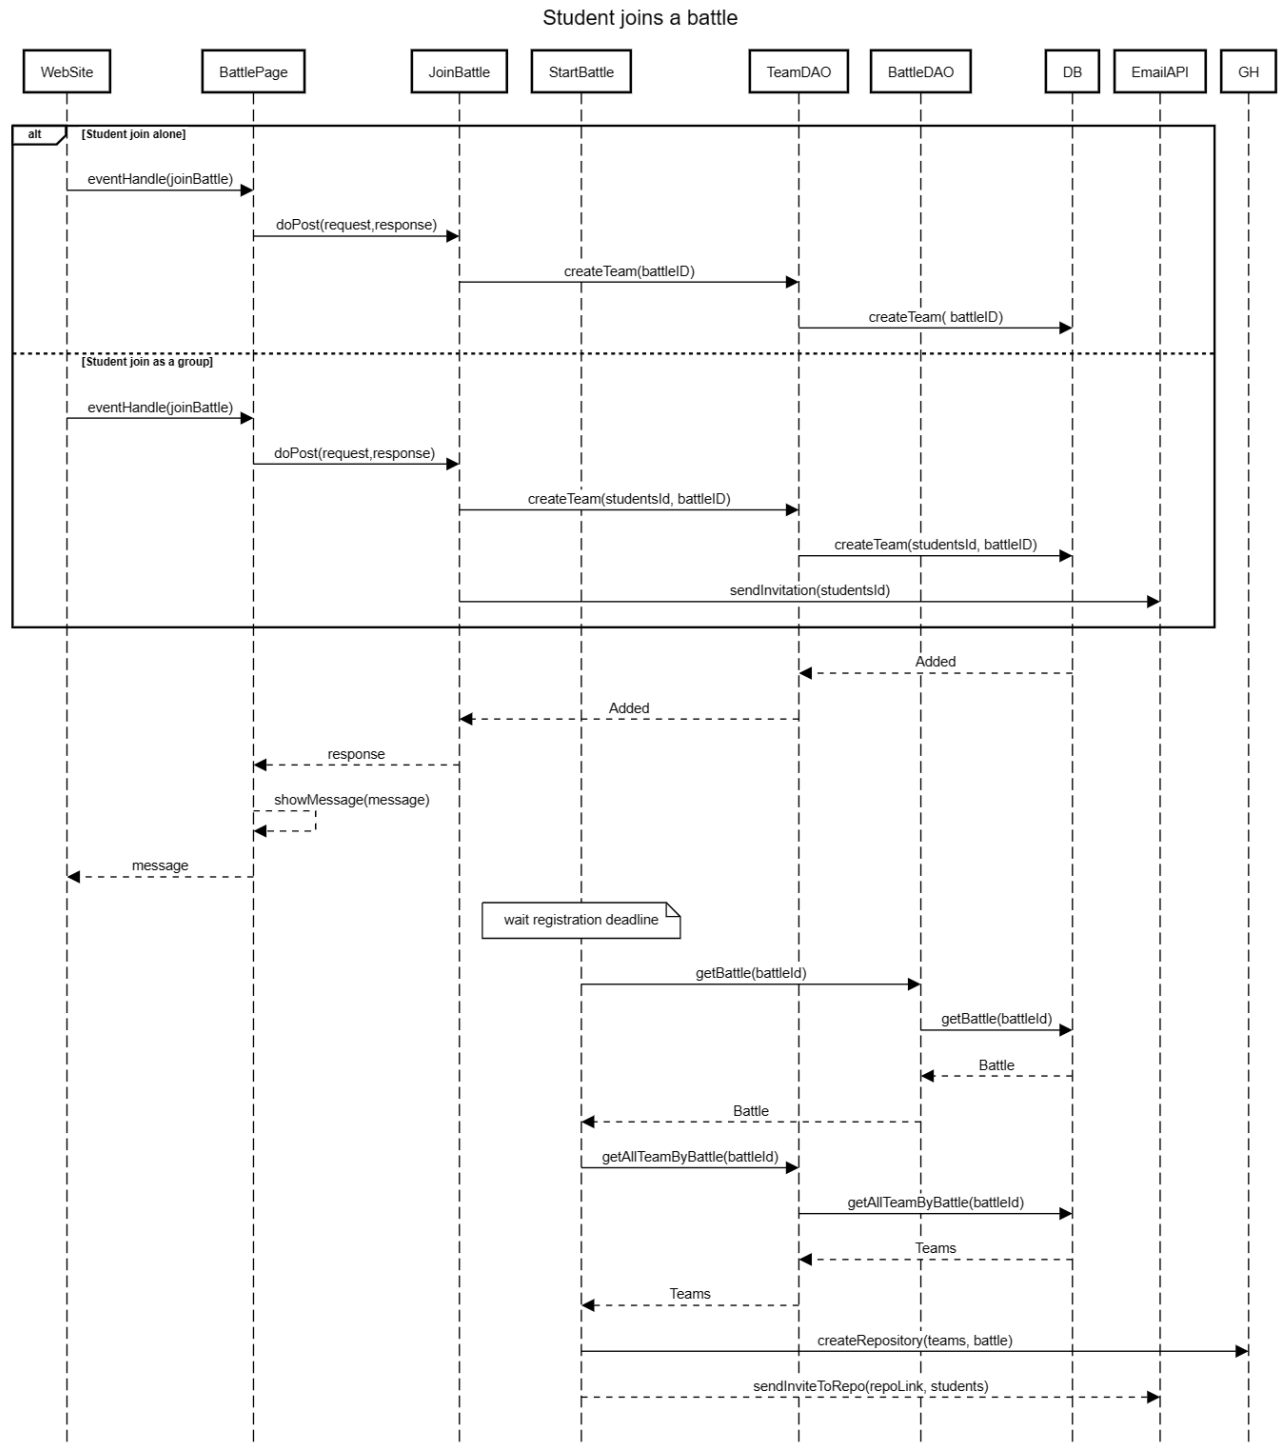 Student joins a battle
WebSite
BattlePage
JoinBattle
StartBattle
TeamDAO
BattleDAO
DB
EmailAPI
GH
alt
[Student join alone]
eventHandle(joinBattle)
doPost(request,response)
createTeam(battleID)
createTeam( battleID)
[Student join as a group]
eventHandle(joinBattle)
doPost(request,response)
createTeam(studentsId, battleID)
createTeam(studentsId, battleID)
sendInvitation(studentsId)
Added
Added
response
showMessage(message)
message
wait registration deadline
getBattle(battleId)
getBattle(battleId)
Battle
Battle
getAllTeamByBattle(battleId)
getAllTeamByBattle(battleId)
Teams
Teams
createRepository(teams, battle)
sendInviteToRepo(repoLink, students)